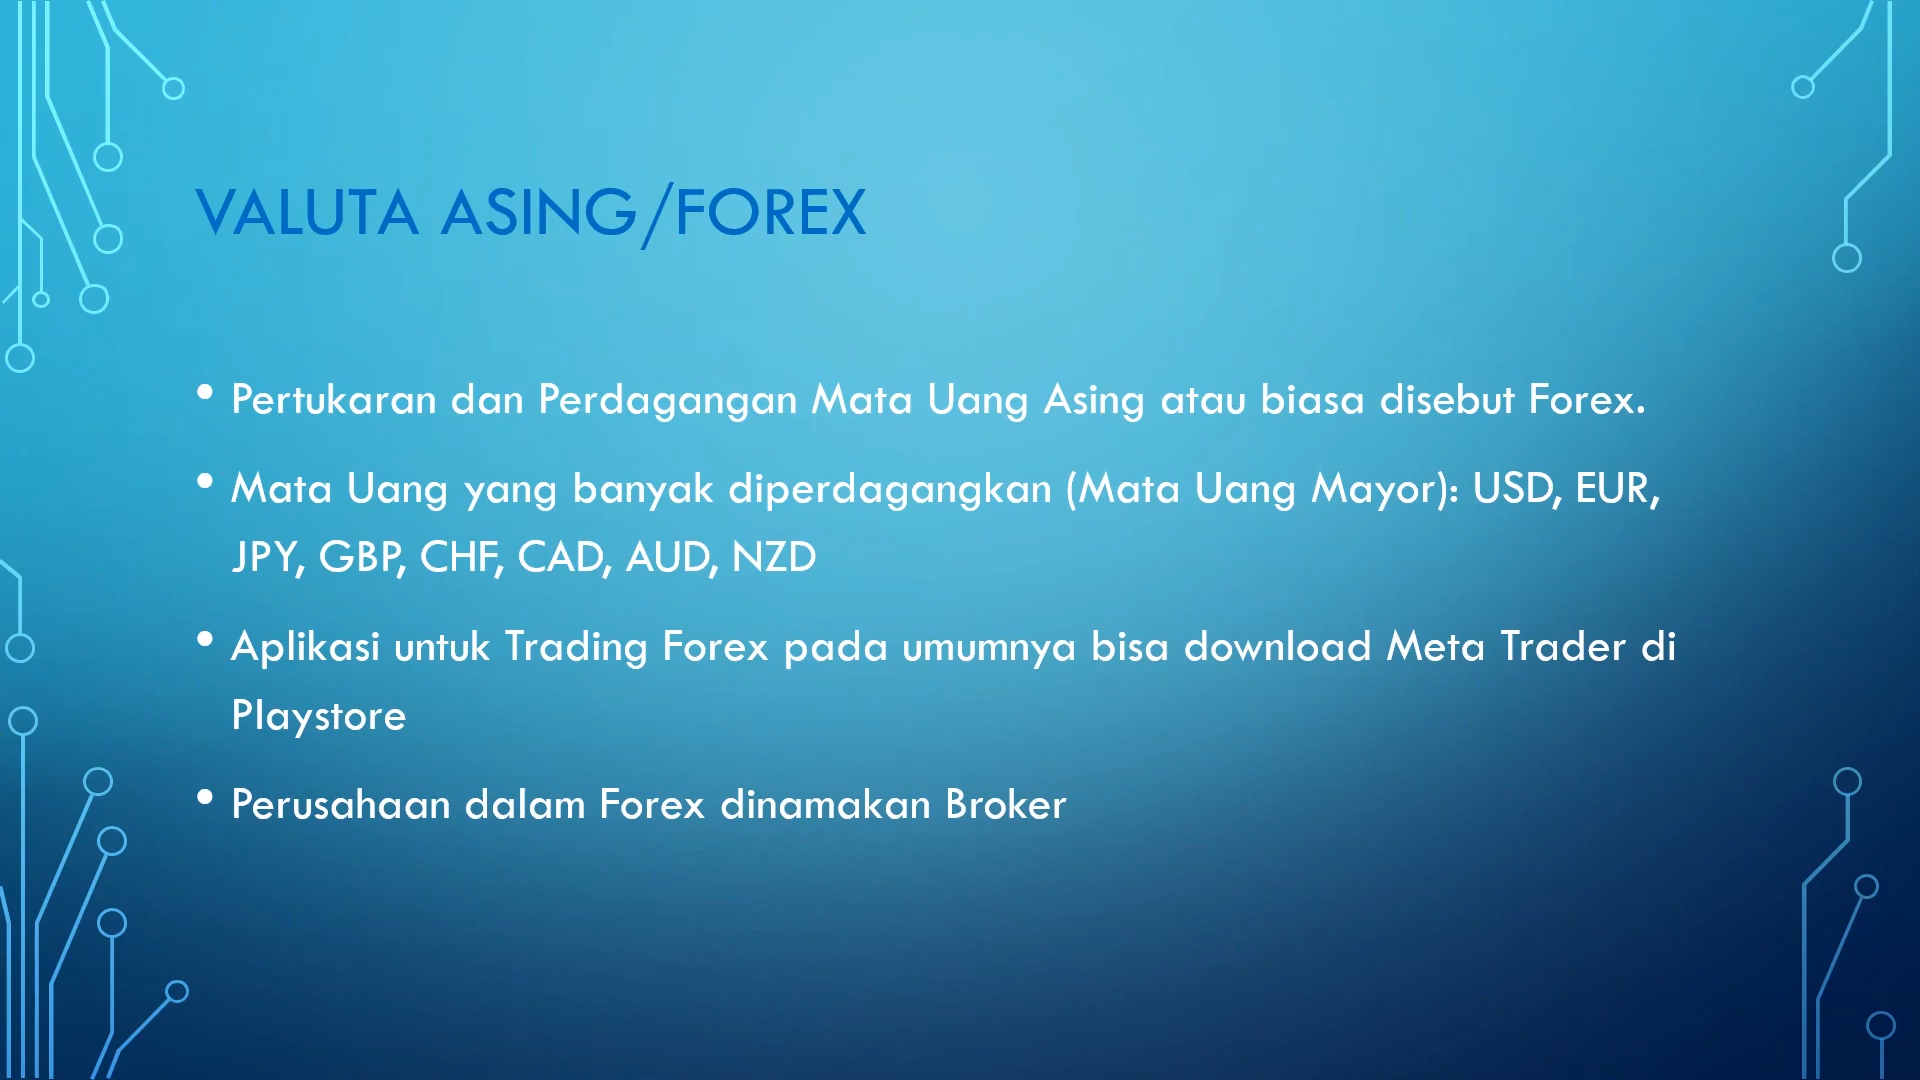 VALUTA ASING/FOREX
• Pertukaran dan Perdagangan Mata Uang Asing atau biasa disebut Forex.
• Mata Uang yang banyak diperdagangkan (Mata Uang Mayor): USD, EUR,
JPY, GBP, CHF, CAD, AUD, NZD
• Aplikasi untuk Trading Forex pada umumnya bisa download Meta Trader di
Playstore
• Perusahaan dalam Forex dinamakan Broker